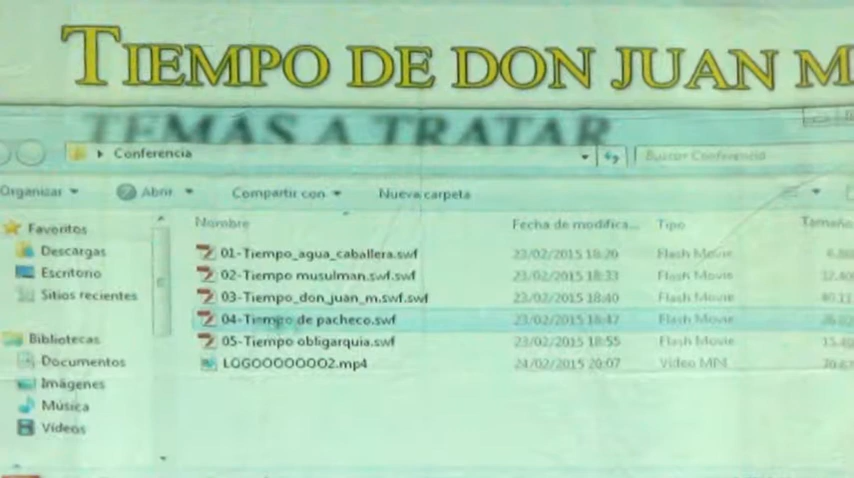 TIEMPO DE DON JUAN M
TEMAS A TRATAR
Conferencia
Buscar Conferencia
Organizar Abrir Compartir con Nueva carpeta
Nombre Fecha de modifica... Tipo Tamaño
Favoritos
Descargas
Escritorio
Sitios recientes
Bibliotecas
Documentos
Imágenes
Música
Vídeos
01-Tiempo_agua_caballera.swf 23/02/2015 18:20 Flash Movie
02-Tiempo musulman.swf.swf 23/02/2015 18:33 Flash Movie
03-Tiempo_don_juan_m.swf.swf 23/02/2015 18:40 Flash Movie
04-Tiempo de pacheco.swf 23/02/2015 18:47 Flash Movie
05-Tiempo obligarquia.swf 23/02/2015 18:55 Flash Movie
LOGOOOOOO2.mp4 24/02/2015 20:07 Vídeo MP4